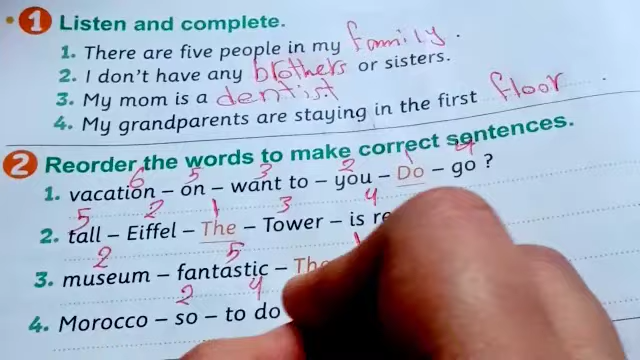 1 Listen and complete.
1. There are five people in my family.
2. I don't have any brothers or sisters.
3. My mom is a dentist
4. My grandparents are staying in the first floor.
2 Reorder the words to make correct sentences.
6 5 3 2 1 4
1. vacation – on – want to – you – Do – go ?
5 2 1 3 4
2. tall – Eiffel – The – Tower – is
2 5 1
3. museum – fantastic – The
2 4
4. Morocco – so – to do